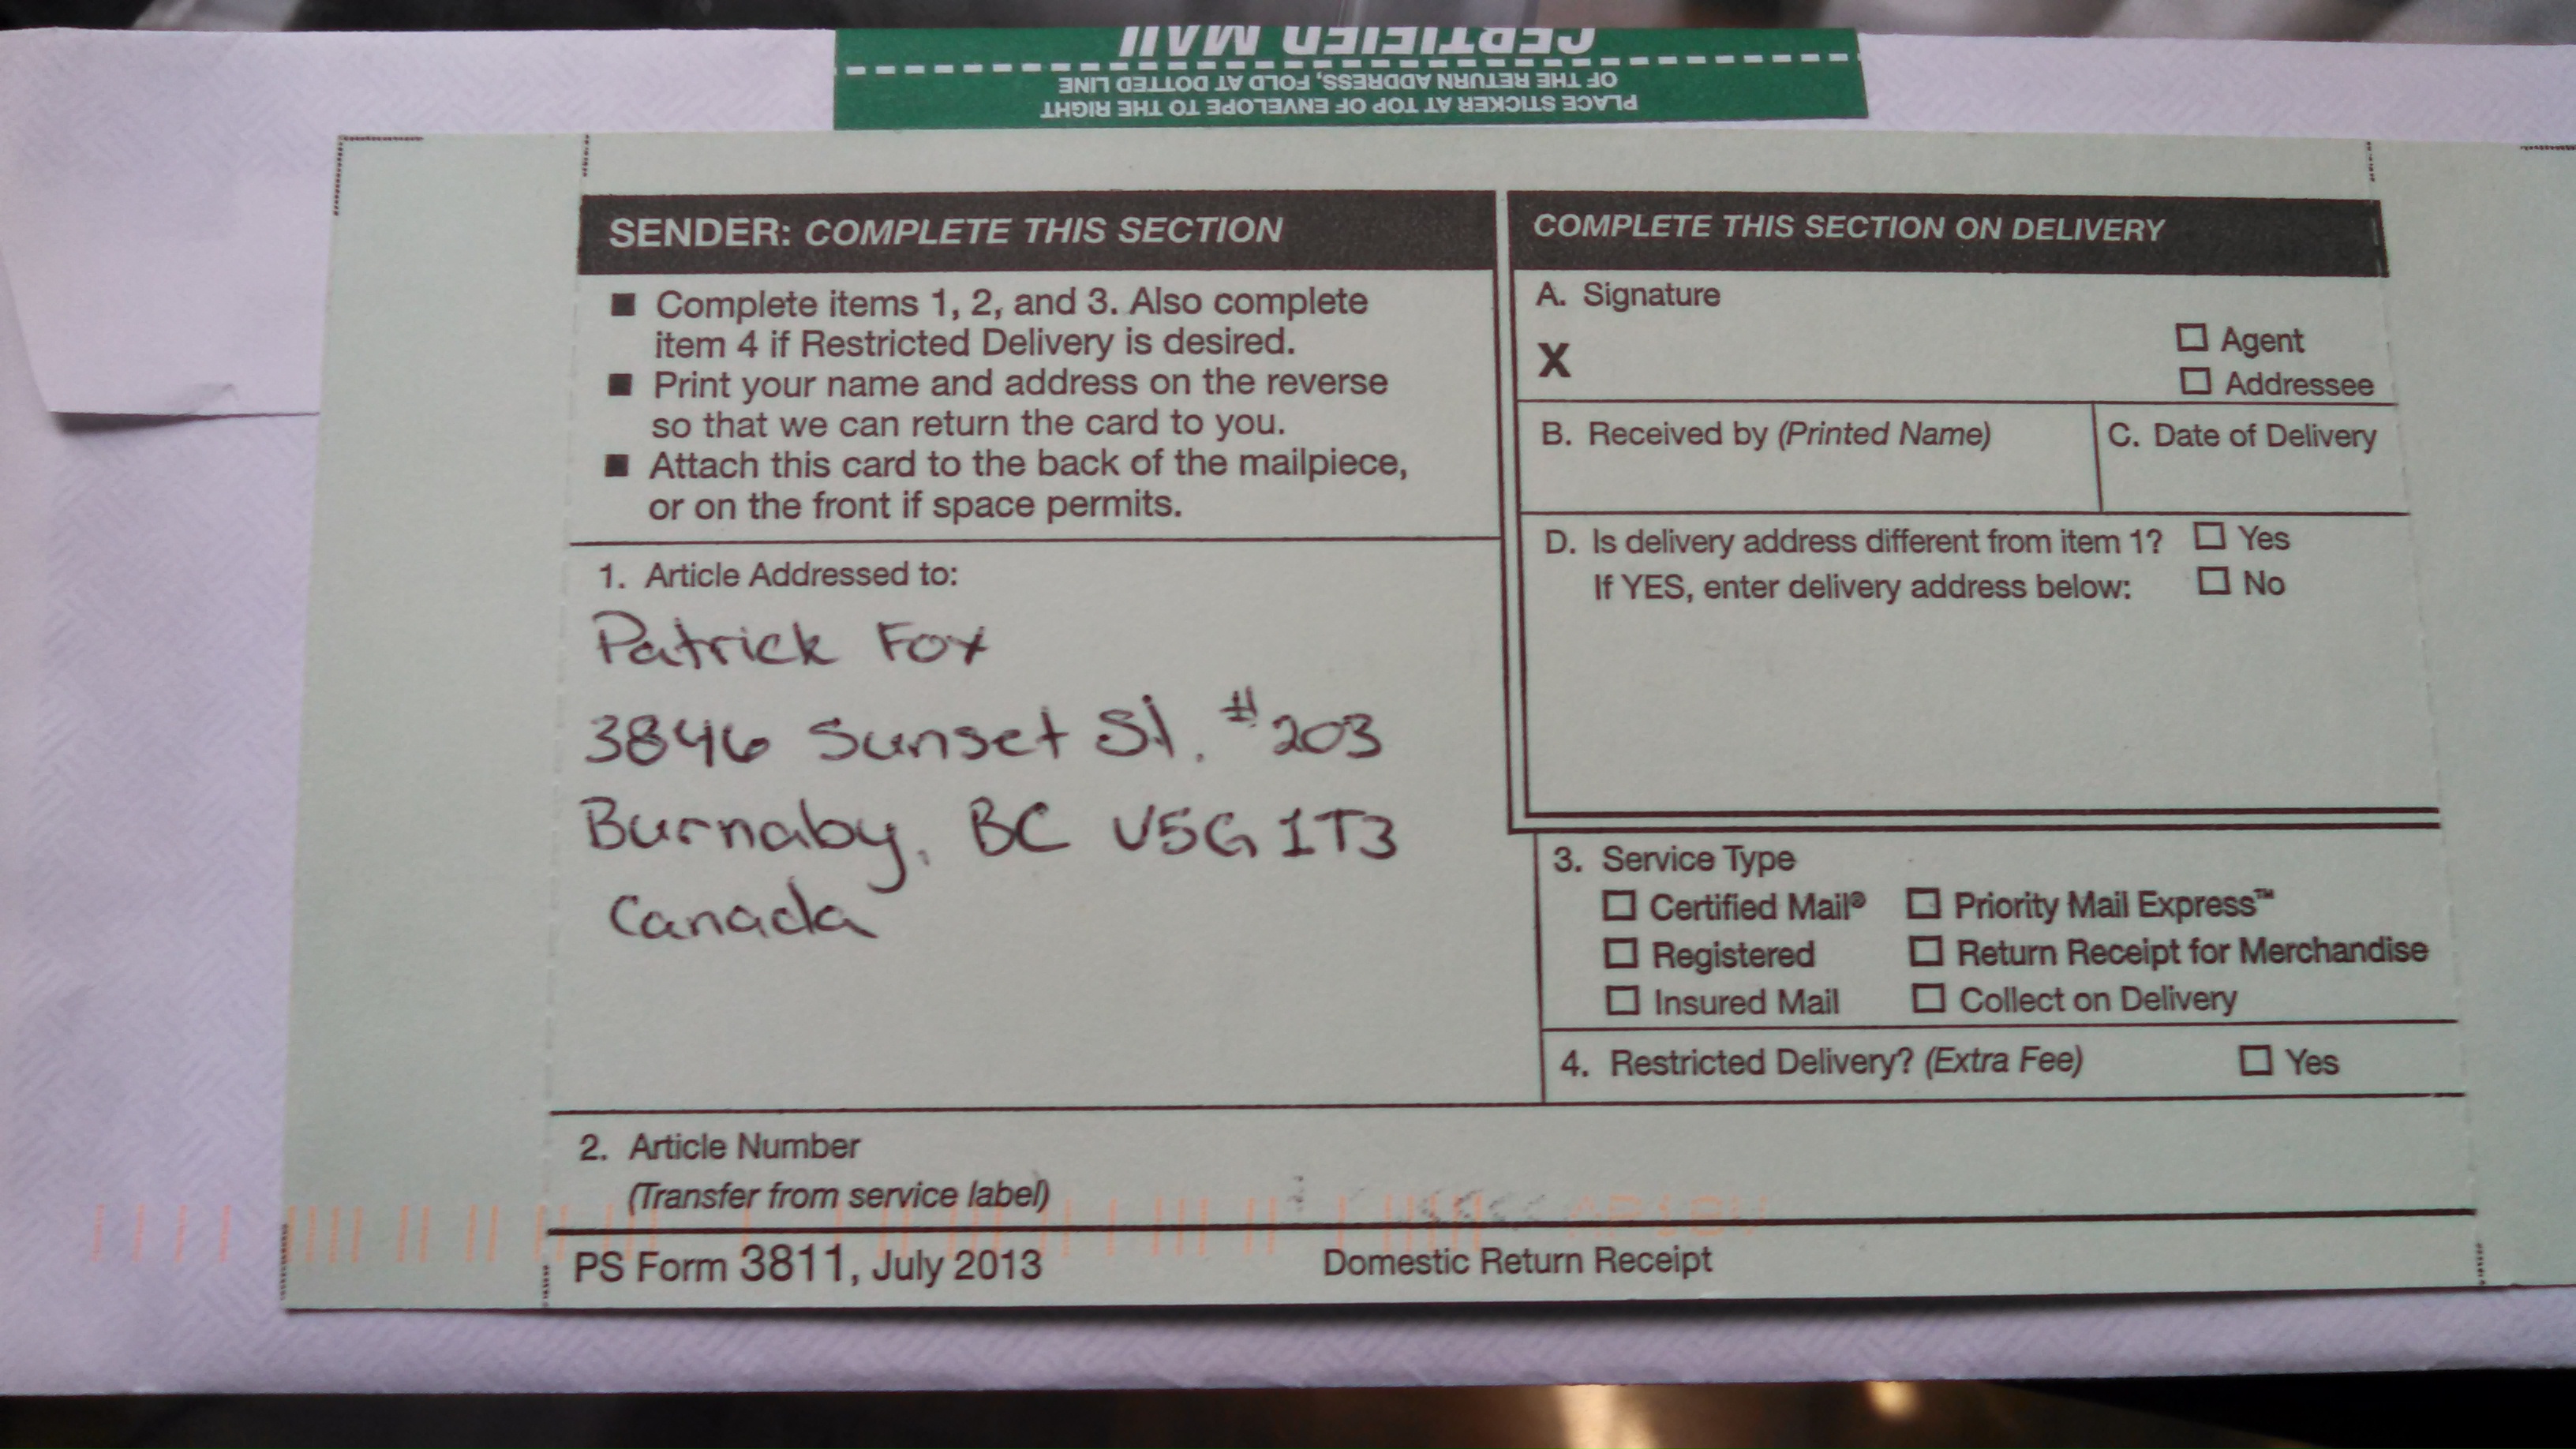 CERTIFIED MAIL
OF THE RETURN ADDRESS, FOLD AT DOTTED LINE
PLACE STICKER AT TOP OF ENVELOPE TO THE RIGHT
SENDER: COMPLETE THIS SECTION
■ Complete items 1, 2, and 3. Also complete
item 4 if Restricted Delivery is desired.
■ Print your name and address on the reverse
so that we can return the card to you.
■ Attach this card to the back of the mailpiece,
or on the front if space permits.
1. Article Addressed to:
Patrick Fox
3846 Sunset St. #203
Burnaby, BC V5G 1T3
Canada
2. Article Number
(Transfer from service label)
COMPLETE THIS SECTION ON DELIVERY
A. Signature
X
☐ Agent
☐ Addressee
B. Received by (Printed Name)
C. Date of Delivery
D. Is delivery address different from item 1? ☐ Yes
If YES, enter delivery address below: ☐ No
3. Service Type
☐ Certified Mail® ☐ Priority Mail Express™
☐ Registered ☐ Return Receipt for Merchandise
☐ Insured Mail ☐ Collect on Delivery
4. Restricted Delivery? (Extra Fee) ☐ Yes
PS Form 3811, July 2013 Domestic Return Receipt